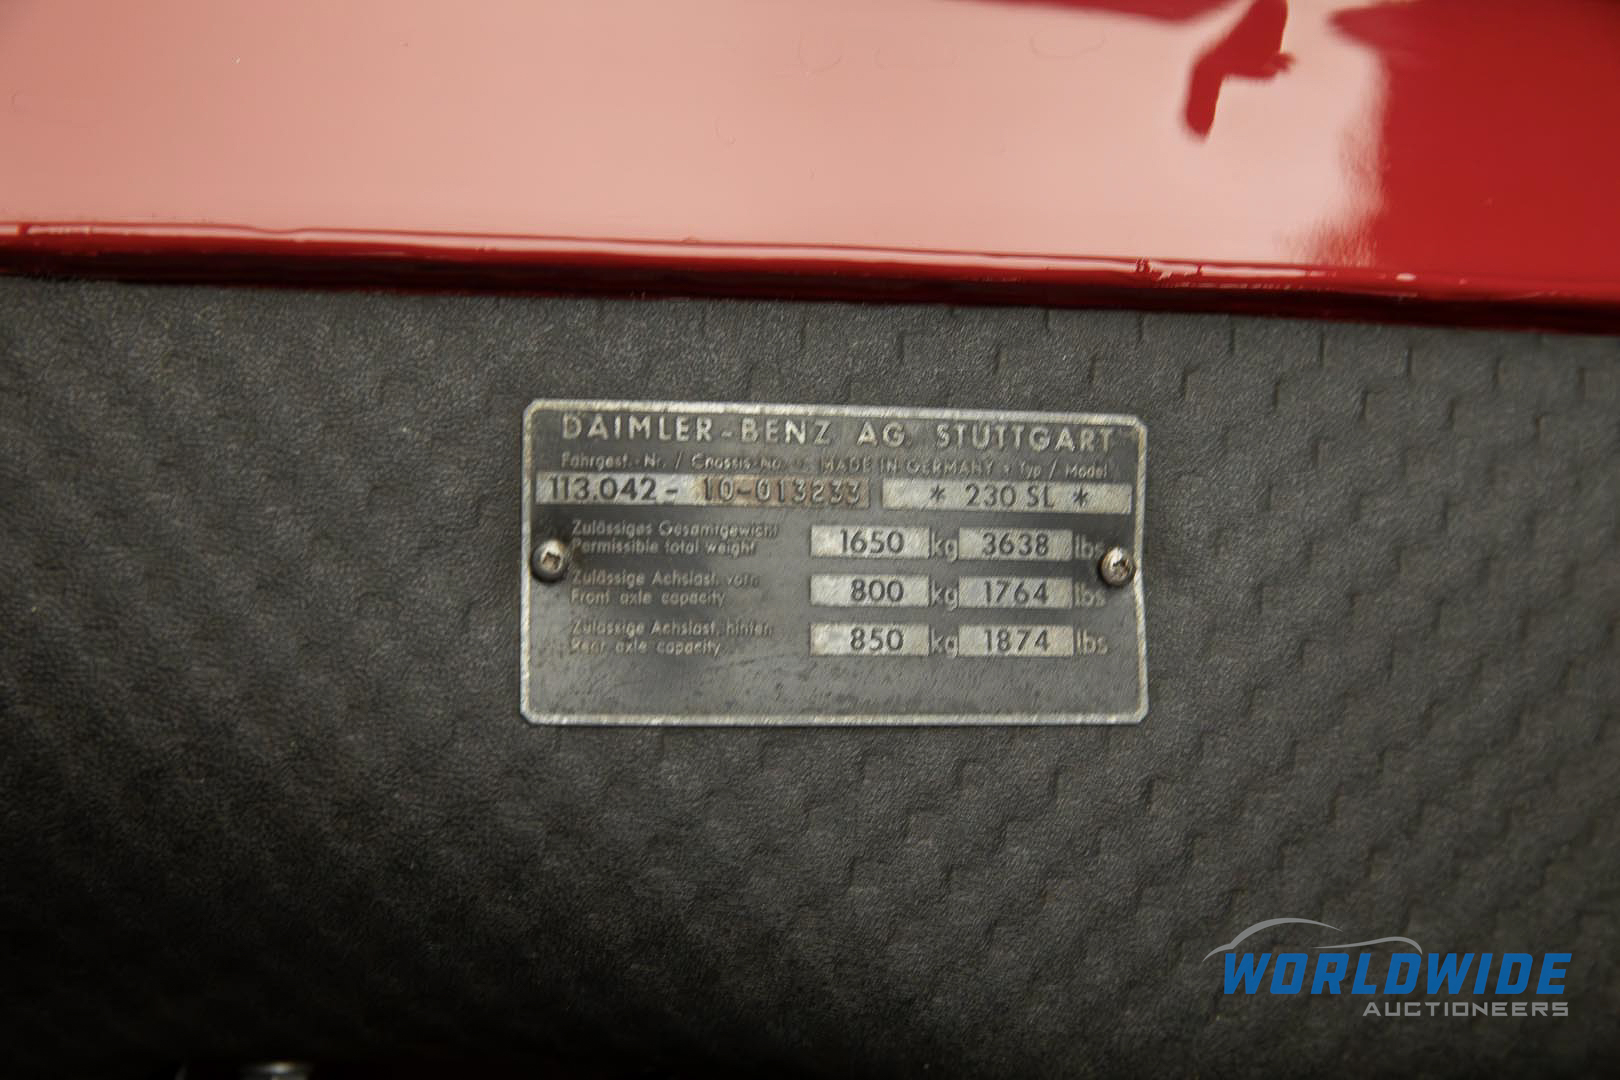 DAIMLER-BENZ AG. STUTTGART
Fahrgest.-Nr. / Chassis-No. • MADE IN GERMANY • Typ / Model
113.042- 10-013233 * 230 SL *
Zulässiges Gesamtgewicht
Permissible total weight 1650 kg 3638 lbs
Zulässige Achslast, vorn
Front axle capacity 800 kg 1764 lbs
Zulässige Achslast, hinten
Rear axle capacity 850 kg 1874 lbs
WORLDWIDE
AUCTIONEERS